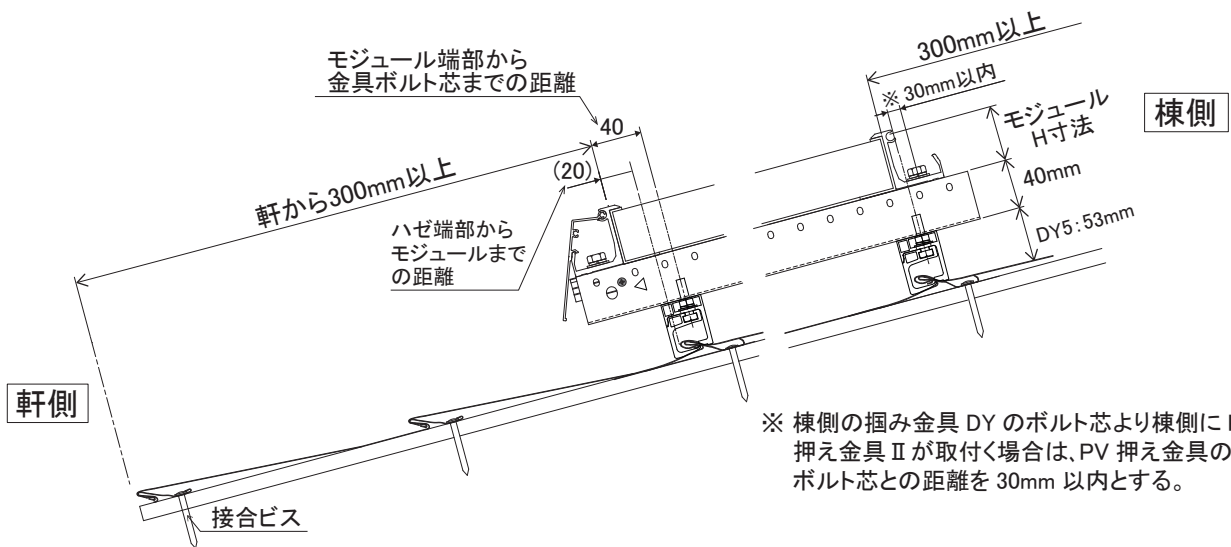 モジュール端部から
金具ボルト芯までの距離
300mm以上
※ 30mm以内
棟側
モジュール
H寸法
40
(20)
軒から300mm以上
40mm
ハゼ端部から
モジュールまで
の距離
DY5：53mm
軒側
※ 棟側の掴み金具 DY のボルト芯より棟側に
押え金具Ⅱが取付く場合は、PV 押え金具の
ボルト芯との距離を 30mm 以内とする。
接合ビス